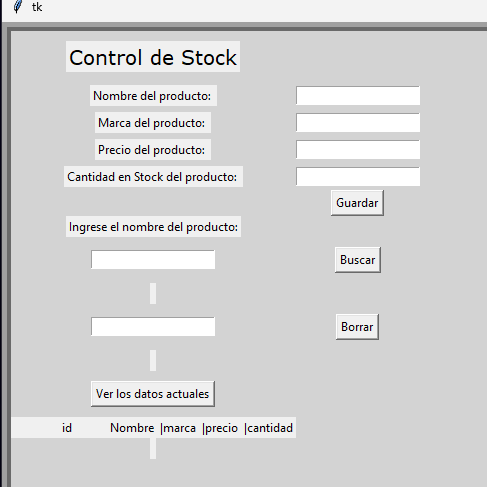 tk
Control de Stock
Nombre del producto:
Marca del producto:
Precio del producto:
Cantidad en Stock del producto:
Guardar
Ingrese el nombre del producto:
Buscar
Borrar
Ver los datos actuales
id Nombre |marca |precio |cantidad